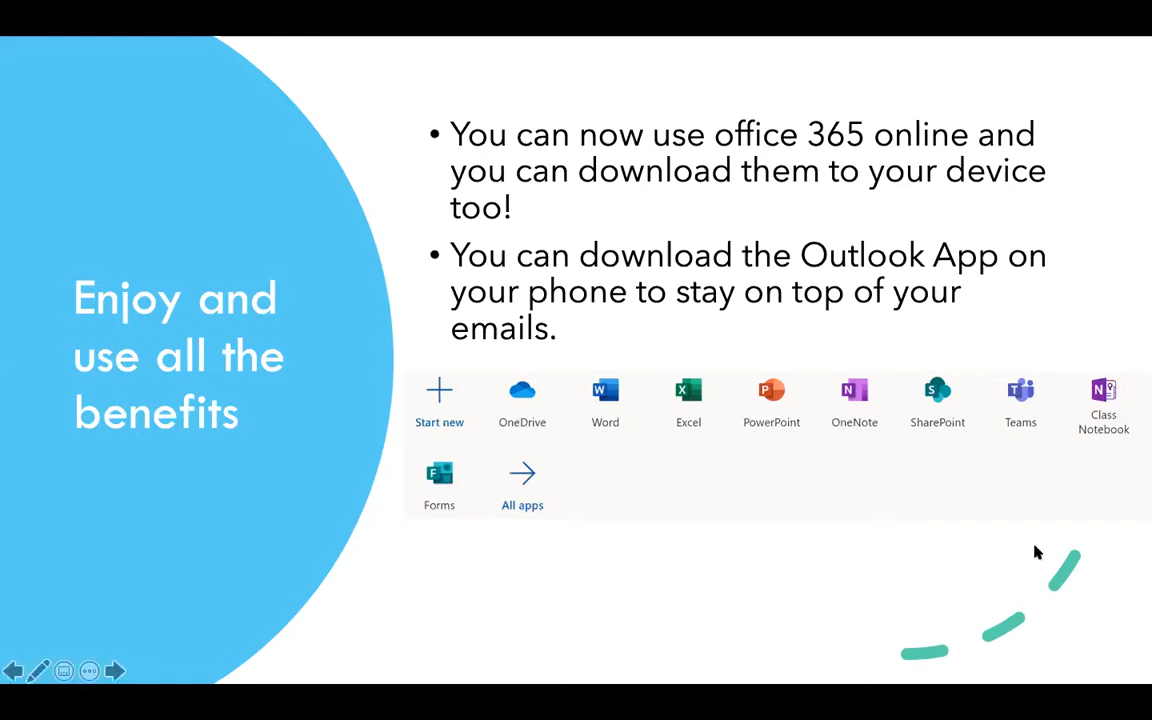 Enjoy and
use all the
benefits
• You can now use office 365 online and
you can download them to your device
too!
• You can download the Outlook App on
your phone to stay on top of your
emails.
Start new
OneDrive
Word
Excel
PowerPoint
OneNote
SharePoint
Teams
Class
Notebook
Forms
All apps